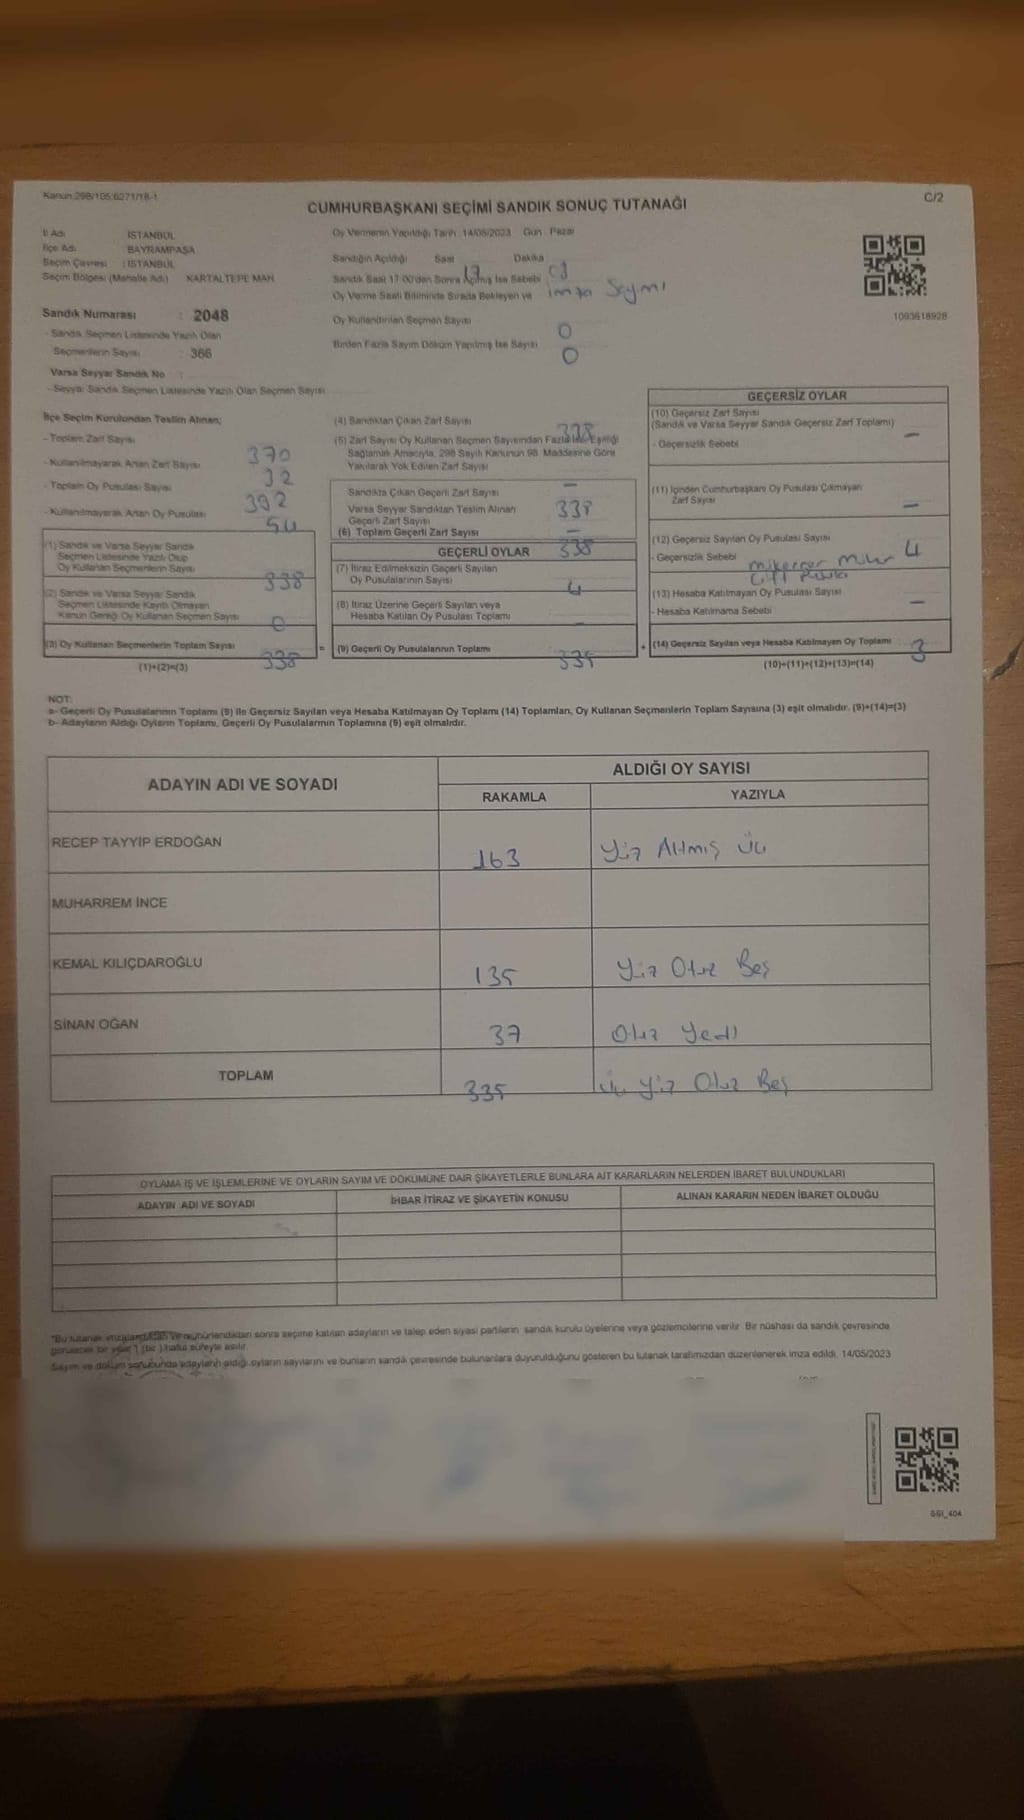 Kanun:298/105;6271/18-1
C/2
CUMHURBAŞKANI SEÇİMİ SANDIK SONUÇ TUTANAĞI
İl Adı : İSTANBUL
İlçe Adı : BAYRAMPAŞA
Seçim Çevresi : İSTANBUL
Seçim Bölgesi (Mahalle Adı) KARTALTEPE MAH.
Sandık Numarası : 2048
- Sandık Seçmen Listesinde Yazılı Olan
Seçmenlerin Sayısı : 366
Varsa Seyyar Sandık No :
- Seyyar Sandık Seçmen Listesinde Yazılı Olan Seçmen Sayısı
Oy Vermenin Yapıldığı Tarih: 14/05/2023 Gün : Pazar
Sandığın Açıldığı Saat 17 Dakika 03
Sandık Saat 17:00'den Sonra Açılmış İse Sebebi imza Sayımı
Oy Verme Saati Bitiminde Sırada Bekleyen ve
Oy Kullandırılan Seçmen Sayısı 0
Birden Fazla Sayım Döküm Yapılmış İse Sayısı 0
1093618928
İlçe Seçim Kurulundan Teslim Alınan;
- Toplam Zarf Sayısı 370
- Kullanılmayarak Artan Zarf Sayısı 32
- Toplam Oy Pusulası Sayısı 392
- Kullanılmayarak Artan Oy Pusulası 54
(1) Sandık ve Varsa Seyyar Sandık
Seçmen Listesinde Yazılı Olup
Oy Kullanan Seçmenlerin Sayısı 338
(2) Sandık ve Varsa Seyyar Sandık
Seçmen Listesinde Kayıtlı Olmayan
Kanun Gereği Oy Kullanan Seçmen Sayısı 0
(3) Oy Kullanan Seçmenlerin Toplam Sayısı 338
(1)+(2)=(3)
(4) Sandıktan Çıkan Zarf Sayısı 338
(5) Zarf Sayısı Oy Kullanan Seçmen Sayısından Fazla İse, Eşitliği
Sağlamak Amacıyla, 298 Sayılı Kanunun 98. Maddesine Göre
Yakılarak Yok Edilen Zarf Sayısı –
Sandıkta Çıkan Geçerli Zarf Sayısı 338
Varsa Seyyar Sandıktan Teslim Alınan
Geçerli Zarf Sayısı –
(6) Toplam Geçerli Zarf Sayısı 338
GEÇERLİ OYLAR
(7) İtiraz Edilmeksizin Geçerli Sayılan
Oy Pusulalarının Sayısı 4
(8) İtiraz Üzerine Geçerli Sayılan veya
Hesaba Katılan Oy Pusulası Toplamı –
= (9) Geçerli Oy Pusulalarının Toplamı 335
GEÇERSİZ OYLAR
(10) Geçersiz Zarf Sayısı
(Sandık ve Varsa Seyyar Sandık Geçersiz Zarf Toplamı)
- Geçersizlik Sebebi –
(11) İçinden Cumhurbaşkanı Oy Pusulası Çıkmayan
Zarf Sayısı –
(12) Geçersiz Sayılan Oy Pusulası Sayısı 4
- Geçersizlik Sebebi mükerrer mühür
Çift Pusula
(13) Hesaba Katılmayan Oy Pusulası Sayısı –
- Hesaba Katılmama Sebebi
+ (14) Geçersiz Sayılan veya Hesaba Katılmayan Oy Toplamı 3
(10)+(11)+(12)+(13)=(14)
NOT:
a- Geçerli Oy Pusulalarının Toplamı (9) ile Geçersiz Sayılan veya Hesaba Katılmayan Oy Toplamı (14) Toplamları, Oy Kullanan Seçmenlerin Toplam Sayısına (3) eşit olmalıdır. (9)+(14)=(3)
b- Adayların Aldığı Oyların Toplamı, Geçerli Oy Pusulalarının Toplamına (9) eşit olmalıdır.
ADAYIN ADI VE SOYADI
ALDIĞI OY SAYISI
RAKAMLA YAZIYLA
RECEP TAYYİP ERDOĞAN 163 Yüz Altmış Üç
MUHARREM İNCE
KEMAL KILIÇDAROĞLU 135 Yüz Otuz Beş
SİNAN OĞAN 37 Otuz Yedi
TOPLAM 335 Üç Yüz Otuz Beş
OYLAMA İŞ VE İŞLEMLERİNE VE OYLARIN SAYIM VE DÖKÜMÜNE DAİR ŞİKAYETLERLE BUNLARA AİT KARARLARIN NELERDEN İBARET BULUNDUKLARI
ADAYIN ADI VE SOYADI İHBAR İTİRAZ VE ŞİKAYETİN KONUSU ALINAN KARARIN NEDEN İBARET OLDUĞU
"Bu tutanak imzalandıktan ve mühürlendikten sonra seçime katılan adayların ve talep eden siyasi partilerin sandık kurulu üyelerine veya gözlemcilerine verilir. Bir nüshası da sandık çevresinde
görülecek bir yere 1 (bir ) hafta süreyle asılır.
Sayım ve döküm sonucunda adayların aldığı oyların sayılarını ve bunların sandık çevresinde bulunanlara duyurulduğunu gösteren bu tutanak tarafımızdan düzenlenerek imza edildi. 14/05/2023